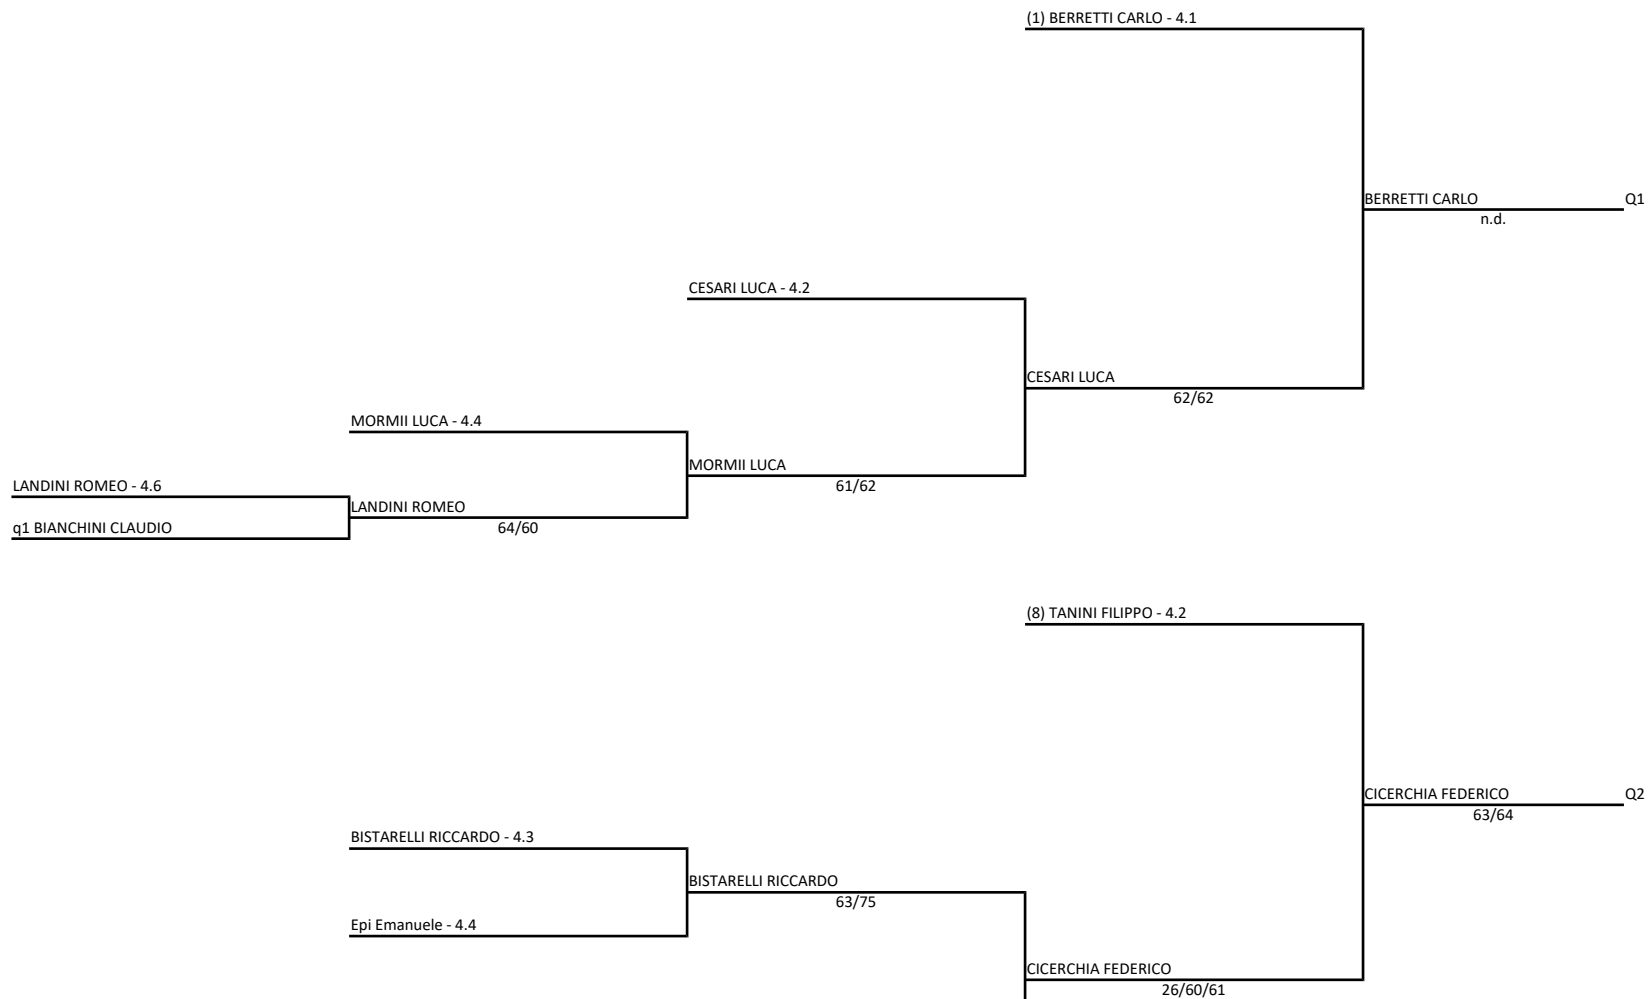 (1) BERRETTI CARLO - 4.1
BERRETTI CARLO
Q1
n.d.
CESARI LUCA - 4.2
CESARI LUCA
62/62
MORMII LUCA - 4.4
MORMII LUCA
61/62
LANDINI ROMEO - 4.6
LANDINI ROMEO
64/60
q1 BIANCHINI CLAUDIO
(8) TANINI FILIPPO - 4.2
CICERCHIA FEDERICO
Q2
63/64
BISTARELLI RICCARDO - 4.3
BISTARELLI RICCARDO
63/75
Epi Emanuele - 4.4
CICERCHIA FEDERICO
26/60/61